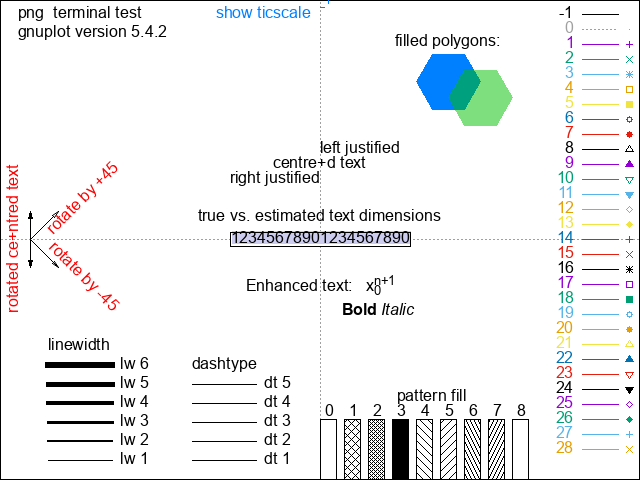 png  terminal test
gnuplot version 5.4.2
show ticscale
filled polygons:
left justified
centre+d text
right justified
rotated ce+ntred text
rotate by +45
rotate by -45
true vs. estimated text dimensions
12345678901234567890
Enhanced text:   x₀ⁿ⁺¹
Bold Italic
linewidth
lw 6
lw 5
lw 4
lw 3
lw 2
lw 1
dashtype
dt 5
dt 4
dt 3
dt 2
dt 1
pattern fill
0 1 2 3 4 5 6 7 8
-1
0
1
2
3
4
5
6
7
8
9
10
11
12
13
14
15
16
17
18
19
20
21
22
23
24
25
26
27
28